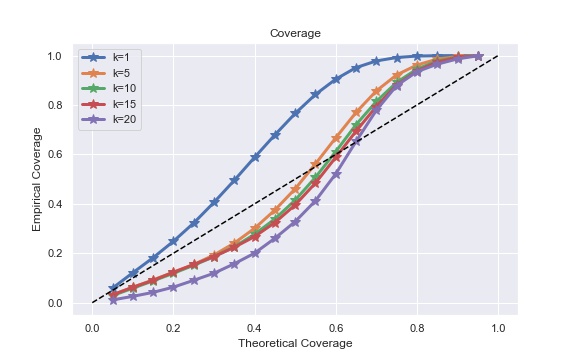 Coverage
1.0
0.8
0.6
0.4
0.2
0.0
Empirical Coverage
k=1
k=5
k=10
k=15
k=20
0.0 0.2 0.4 0.6 0.8 1.0
Theoretical Coverage